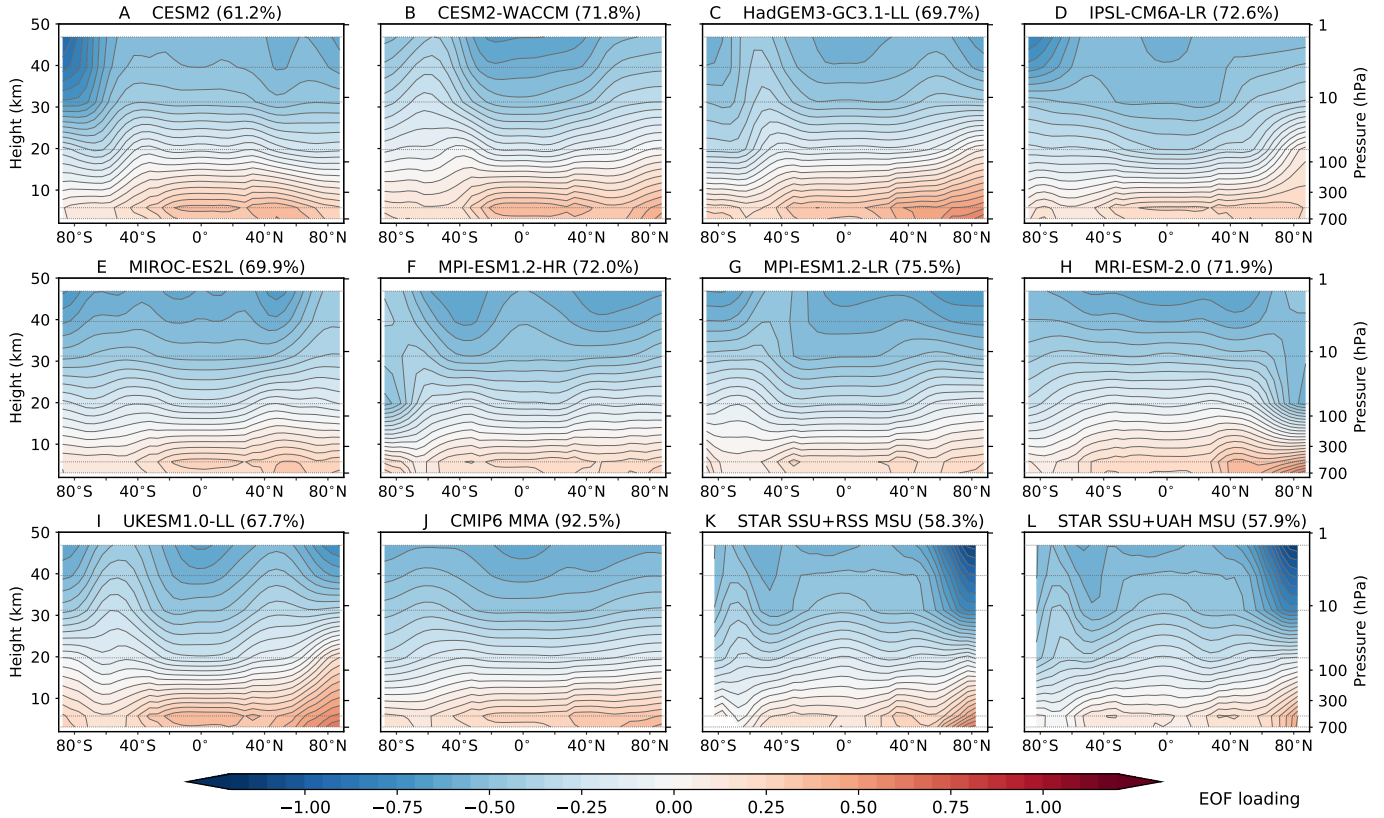 A CESM2 (61.2%)
B CESM2-WACCM (71.8%)
C HadGEM3-GC3.1-LL (69.7%)
D IPSL-CM6A-LR (72.6%)
50
40
30
20
10
Height (km)
1
10
100
300
700
Pressure (hPa)
80°S 40°S 0° 40°N 80°N
80°S 40°S 0° 40°N 80°N
80°S 40°S 0° 40°N 80°N
80°S 40°S 0° 40°N 80°N
E MIROC-ES2L (69.9%)
F MPI-ESM1.2-HR (72.0%)
G MPI-ESM1.2-LR (75.5%)
H MRI-ESM-2.0 (71.9%)
50
40
30
20
10
Height (km)
1
10
100
300
700
Pressure (hPa)
80°S 40°S 0° 40°N 80°N
80°S 40°S 0° 40°N 80°N
80°S 40°S 0° 40°N 80°N
80°S 40°S 0° 40°N 80°N
I UKESM1.0-LL (67.7%)
J CMIP6 MMA (92.5%)
K STAR SSU+RSS MSU (58.3%)
L STAR SSU+UAH MSU (57.9%)
50
40
30
20
10
Height (km)
1
10
100
300
700
Pressure (hPa)
80°S 40°S 0° 40°N 80°N
80°S 40°S 0° 40°N 80°N
80°S 40°S 0° 40°N 80°N
80°S 40°S 0° 40°N 80°N
−1.00 −0.75 −0.50 −0.25 0.00 0.25 0.50 0.75 1.00
EOF loading